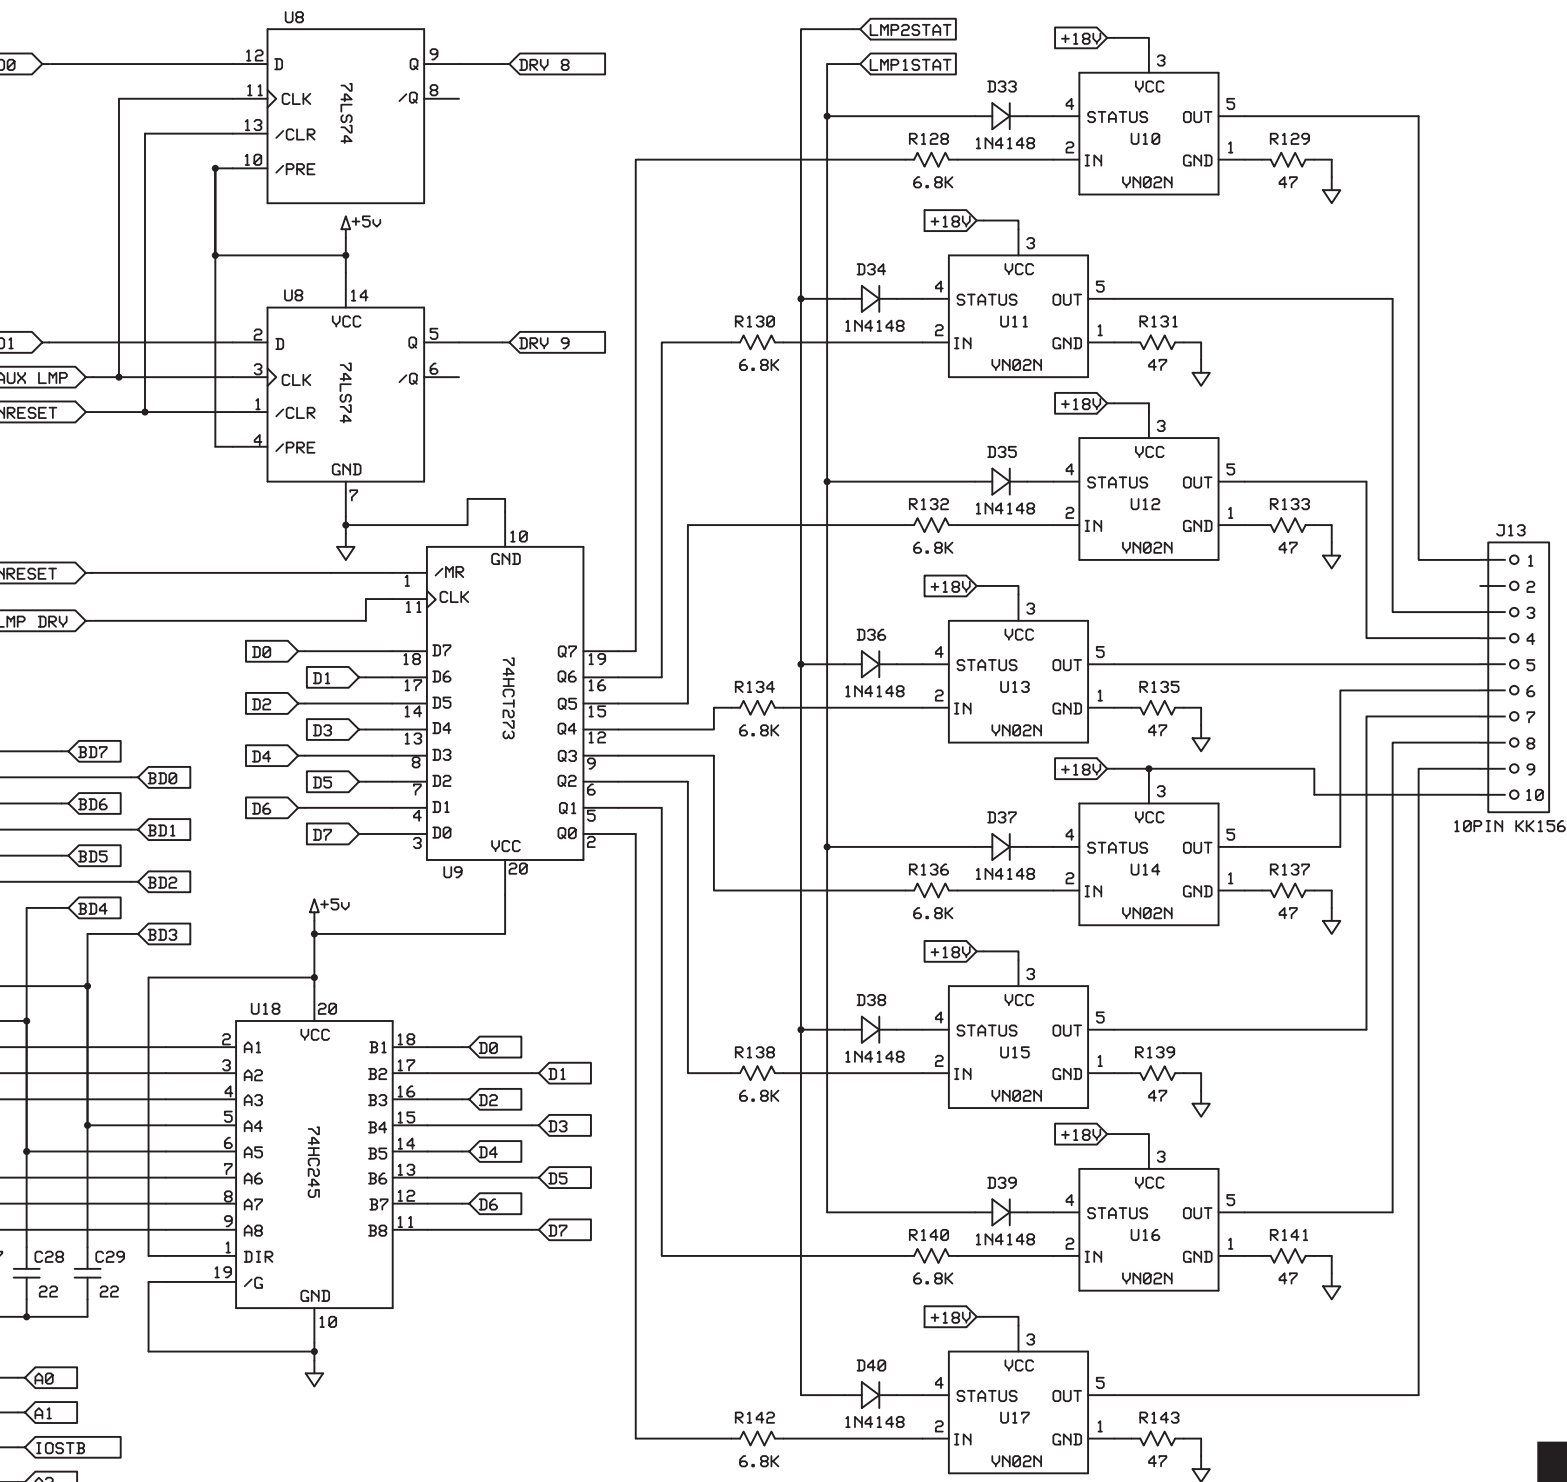 U8
12
D
Q
9
DRV 8
11
CLK
/Q
8
13
/CLR
10
/PRE
74LS74
+5v
U8
14
VCC
2
D
Q
5
DRV 9
AUX LMP
3
CLK
/Q
6
NRESET
1
/CLR
4
/PRE
74LS74
GND
7
10
GND
NRESET
/MR
1
LMP DRV
CLK
11
D0
D7
18
Q7
19
D1
D6
17
Q6
16
D2
D5
14
Q5
15
D3
D4
13
Q4
12
D4
D3
8
Q3
9
D5
D2
7
Q2
6
D6
D1
4
Q1
5
D7
D0
3
Q0
2
74HCT273
VCC
U9
20
BD7
BD0
BD6
BD1
BD5
BD2
BD4
BD3
+5v
U18
20
VCC
2
A1
B1
18
D0
3
A2
B2
17
D1
4
A3
B3
16
D2
5
A4
B4
15
D3
6
A5
B5
14
D4
7
A6
B6
13
D5
8
A7
B7
12
D6
9
A8
B8
11
D7
1
DIR
19
/G
74HC245
GND
10
C28
22
C29
22
A0
A1
IOSTB
LMP2STAT
LMP1STAT
+18V
3
VCC
D33
1N4148
4
STATUS
OUT
5
U10
R128
6.8K
2
IN
GND
1
VN02N
R129
47
+18V
3
VCC
D34
1N4148
4
STATUS
OUT
5
U11
R130
6.8K
2
IN
GND
1
VN02N
R131
47
+18V
3
VCC
D35
1N4148
4
STATUS
OUT
5
U12
R132
6.8K
2
IN
GND
1
VN02N
R133
47
+18V
3
VCC
D36
1N4148
4
STATUS
OUT
5
U13
R134
6.8K
2
IN
GND
1
VN02N
R135
47
+18V
3
VCC
D37
1N4148
4
STATUS
OUT
5
U14
R136
6.8K
2
IN
GND
1
VN02N
R137
47
+18V
3
VCC
D38
1N4148
4
STATUS
OUT
5
U15
R138
6.8K
2
IN
GND
1
VN02N
R139
47
+18V
3
VCC
D39
1N4148
4
STATUS
OUT
5
U16
R140
6.8K
2
IN
GND
1
VN02N
R141
47
+18V
3
VCC
D40
1N4148
4
STATUS
OUT
5
U17
R142
6.8K
2
IN
GND
1
VN02N
R143
47
J13
1
2
3
4
5
6
7
8
9
10
10PIN KK156